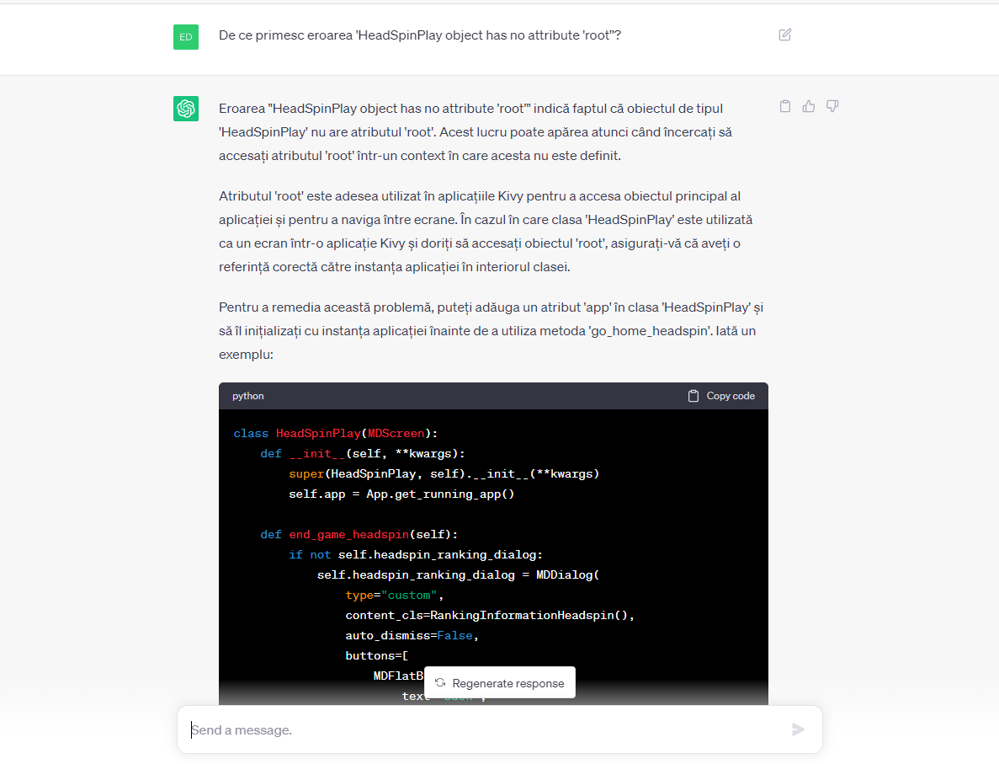 ED
De ce primesc eroarea 'HeadSpinPlay object has no attribute 'root''?
Eroarea "HeadSpinPlay object has no attribute 'root'" indică faptul că obiectul de tipul
'HeadSpinPlay' nu are atributul 'root'. Acest lucru poate apărea atunci când încercați să
accesați atributul 'root' într-un context în care acesta nu este definit.
Atributul 'root' este adesea utilizat în aplicațiile Kivy pentru a accesa obiectul principal al
aplicației și pentru a naviga între ecrane. În cazul în care clasa 'HeadSpinPlay' este utilizată
ca un ecran într-o aplicație Kivy și doriți să accesați obiectul 'root', asigurați-vă că aveți o
referință corectă către instanța aplicației în interiorul clasei.
Pentru a remedia această problemă, puteți adăuga un atribut 'app' în clasa 'HeadSpinPlay' și
să îl inițializați cu instanța aplicației înainte de a utiliza metoda 'go_home_headspin'. Iată un
exemplu:
python Copy code
class HeadSpinPlay(MDScreen):
    def __init__(self, **kwargs):
        super(HeadSpinPlay, self).__init__(**kwargs)
        self.app = App.get_running_app()
    def end_game_headspin(self):
        if not self.headspin_ranking_dialog:
            self.headspin_ranking_dialog = MDDialog(
                type="custom",
                content_cls=RankingInformationHeadspin(),
                auto_dismiss=False,
                buttons=[
                    MDFlatB
                        text
Regenerate response
Send a message.